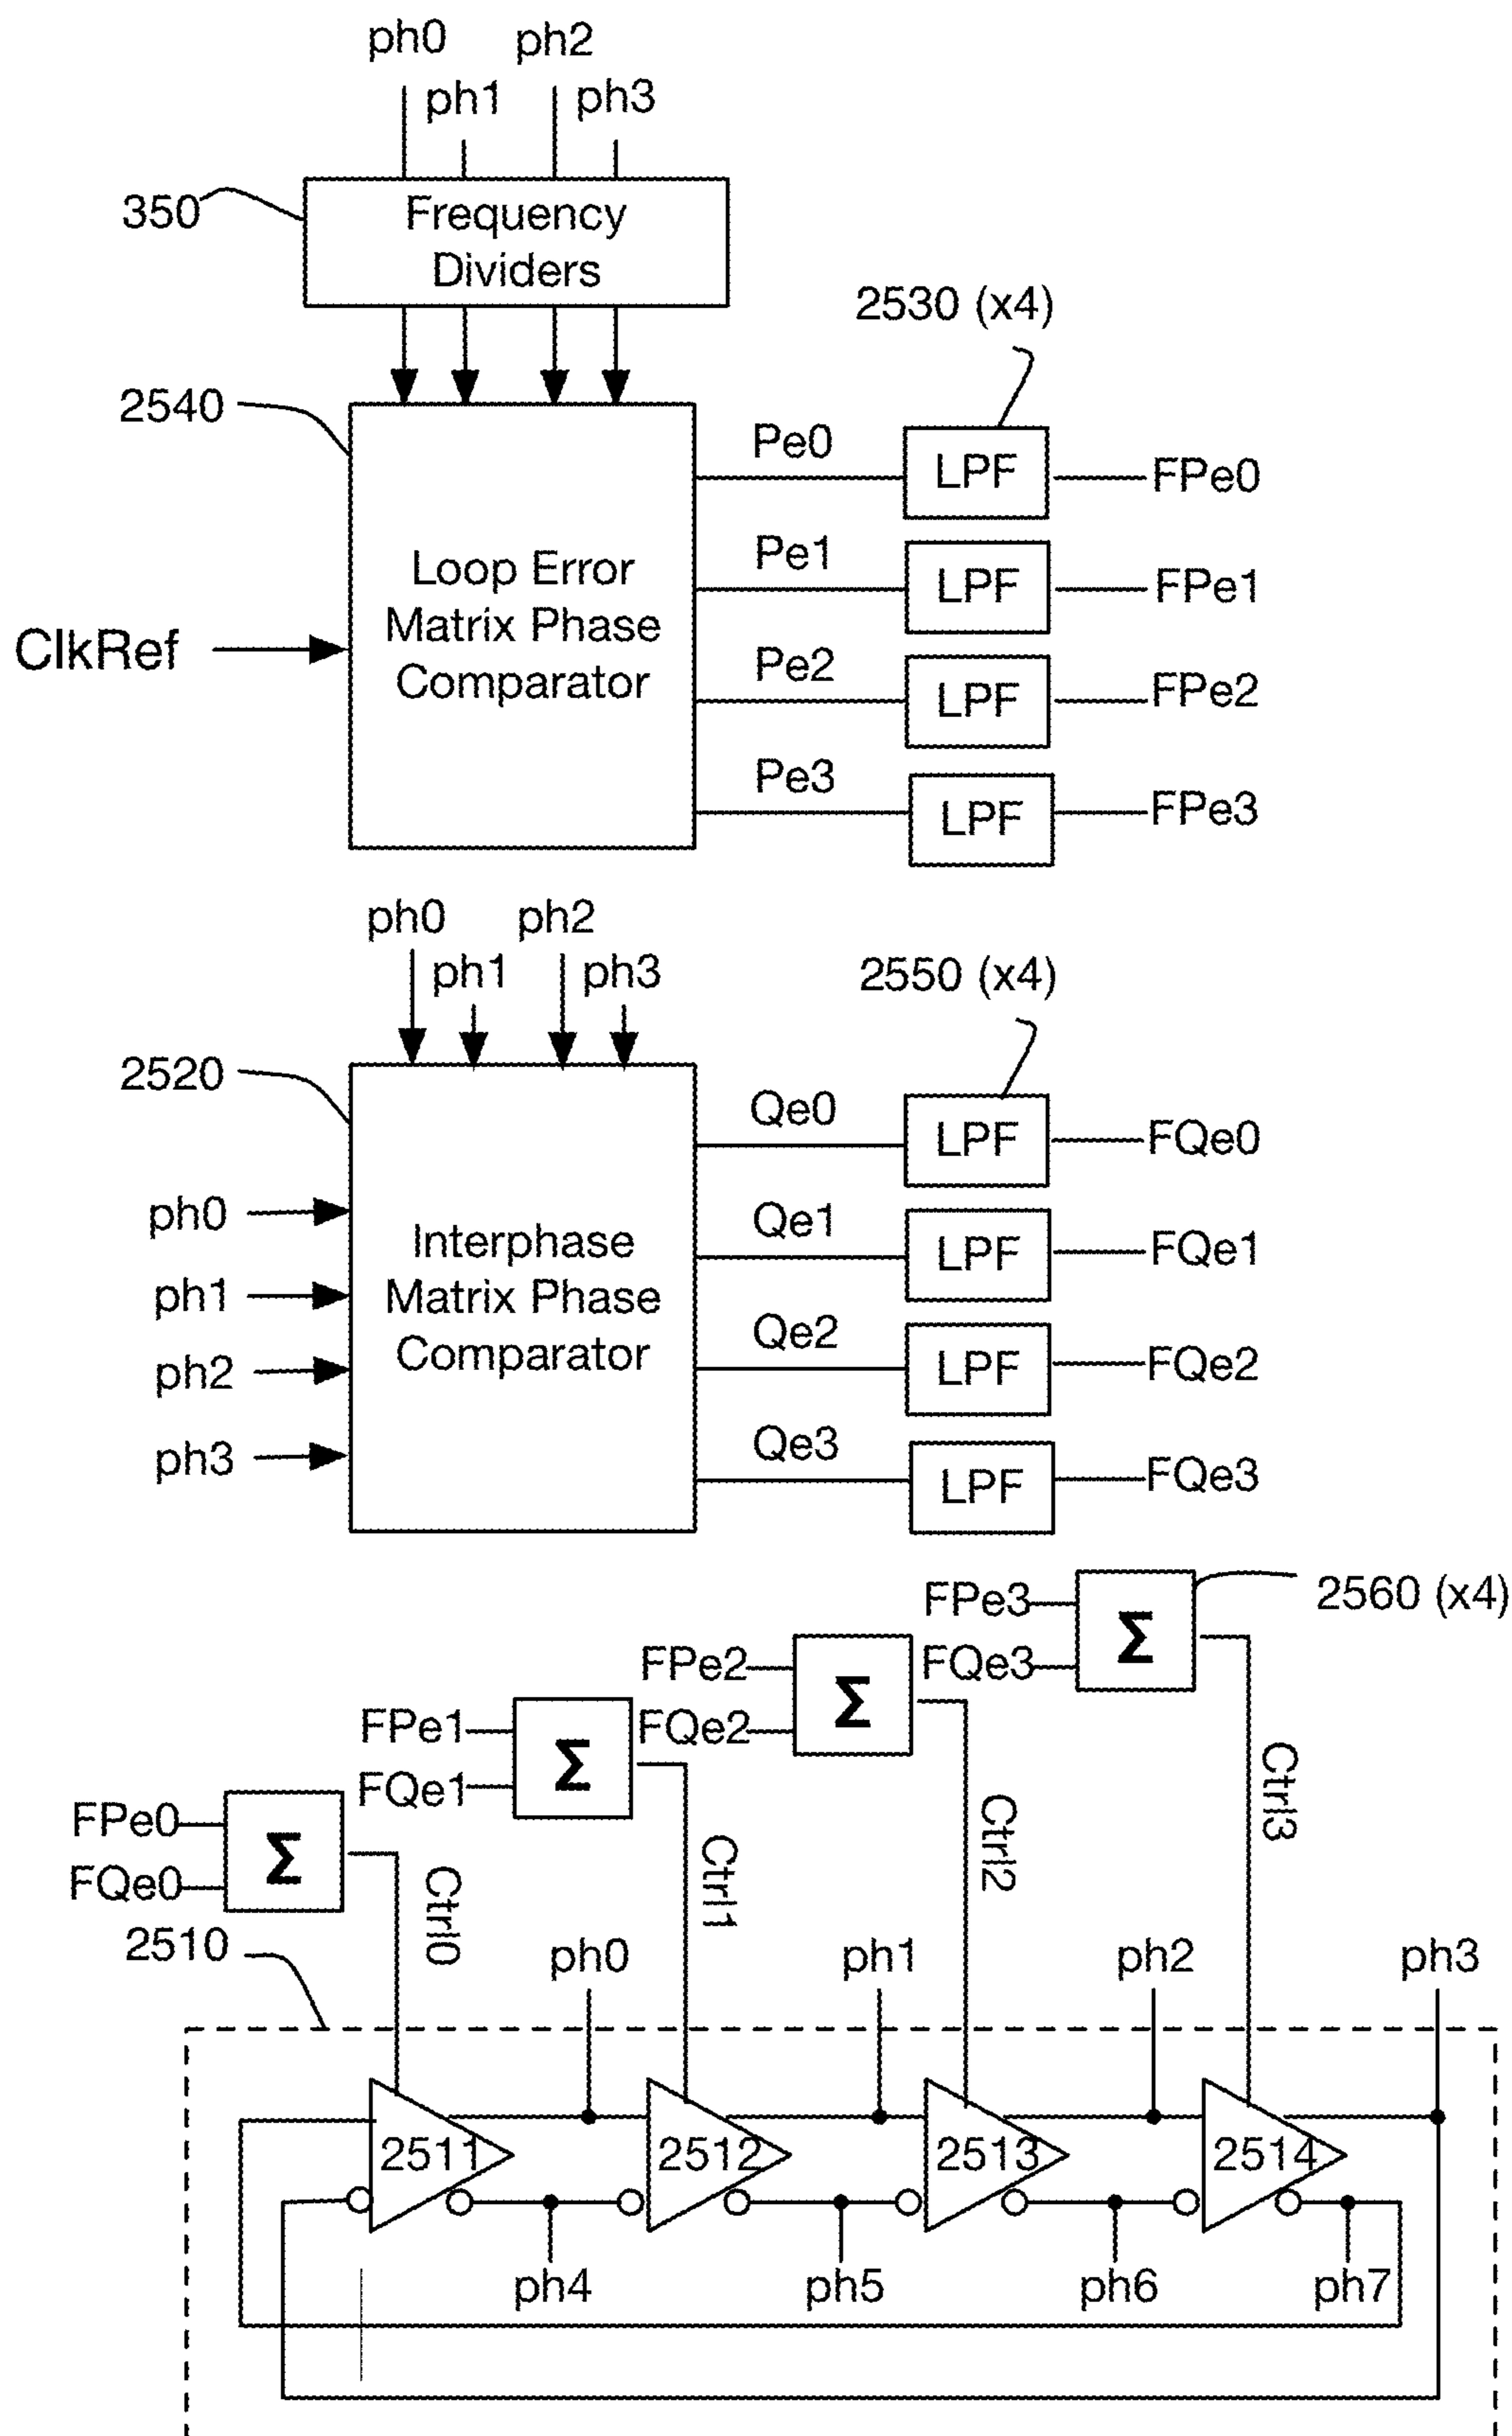 ph0
ph2
ph1
ph3
350
Frequency
Dividers
2530 (x4)
2540
Pe0
LPF
FPe0
Pe1
LPF
FPe1
Loop Error
Matrix Phase
Comparator
ClkRef
Pe2
LPF
FPe2
Pe3
LPF
FPe3
ph0
ph2
ph1
ph3
2550 (x4)
2520
Qe0
LPF
FQe0
ph0
Qe1
LPF
FQe1
Interphase
Matrix Phase
Comparator
ph1
Qe2
LPF
FQe2
ph2
Qe3
LPF
FQe3
ph3
FPe3
FQe3
Σ
2560 (x4)
FPe2
FQe2
Σ
FPe1
FQe1
Σ
FPe0
FQe0
Σ
Ctrl0
Ctrl1
Ctrl2
Ctrl3
2510
ph0
ph1
ph2
ph3
2511
2512
2513
2514
ph4
ph5
ph6
ph7